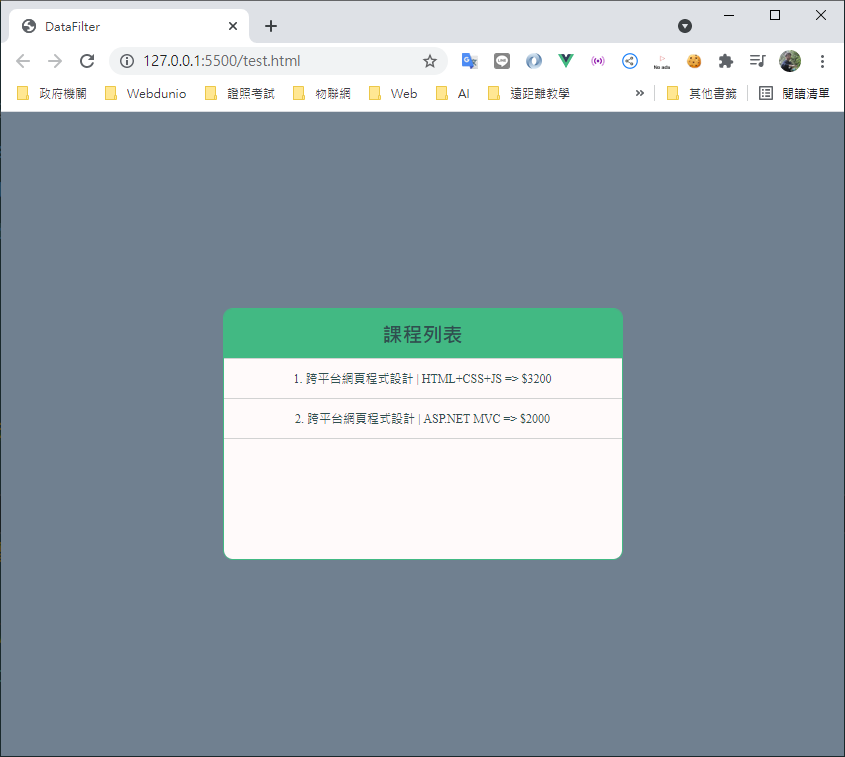 DataFilter
127.0.0.1:5500/test.html
No ads
政府機關 Webdunio 證照考試 物聯網 Web AI 遠距離教學 » 其他書籤 閱讀清單
課程列表
1. 跨平台網頁程式設計 | HTML+CSS+JS => $3200
2. 跨平台網頁程式設計 | ASP.NET MVC => $2000